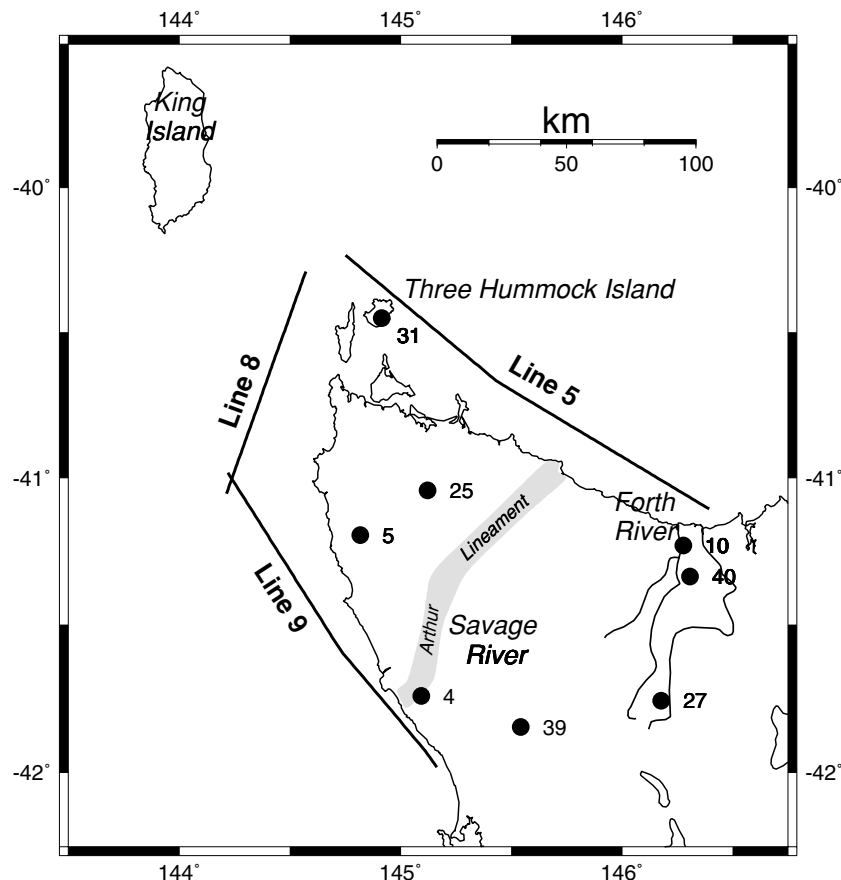 144˚ 145˚ 146˚
King
Island
km
0 50 100
-40˚ -40˚
Three Hummock Island
31
Line 8
Line 5
-41˚ -41˚
25
Forth
River
Lineament
5
10
40
Line 9
Arthur
Savage
River
4
27
39
-42˚ -42˚
144˚ 145˚ 146˚